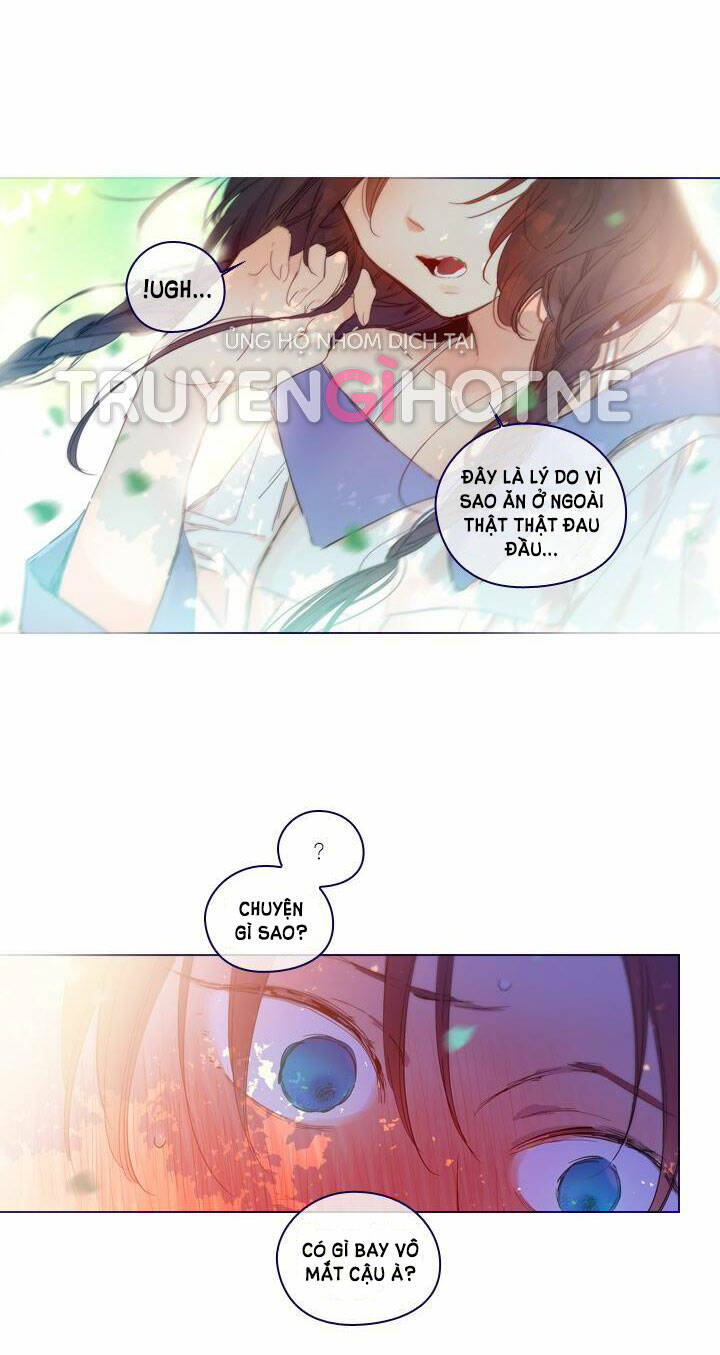 !UGH...
ỦNG HỘ NHÓM DỊCH TẠI
TRUYENGIHOTNE
ĐÂY LÀ LÝ DO VÌ
SAO ĂN Ở NGOÀI
THẬT THẬT ĐAU
ĐẦU...
?
CHUYỆN
GÌ SAO?
CÓ GÌ BAY VÔ
MẮT CẬU À?